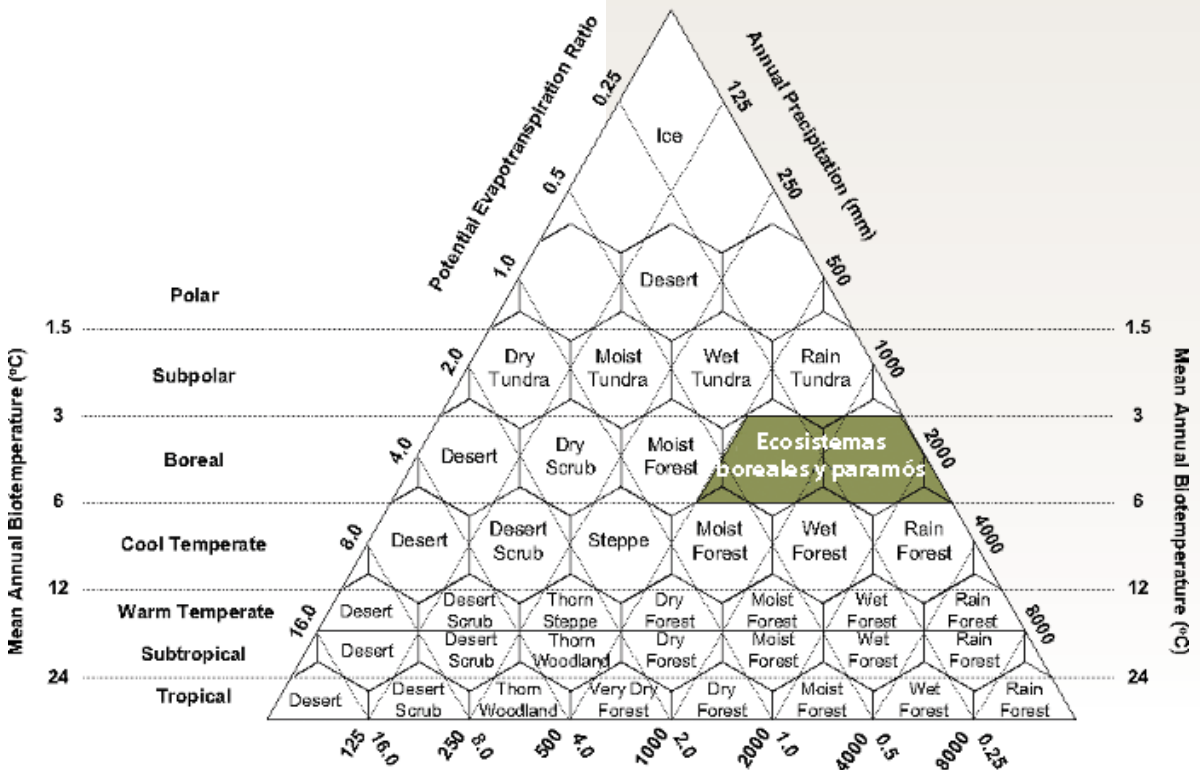 Potential Evapotranspiration Ratio
Annual Precipitation (mm)
0.25
125
Ice
0.5
250
1.0
500
Desert
Polar
1.5
1.5
Mean Annual Biotemperature (ºC)
Mean Annual Biotemperature (ºC)
2.0
1000
Subpolar
Dry
Tundra
Moist
Tundra
Wet
Tundra
Rain
Tundra
3
3
4.0
2000
Boreal
Desert
Dry
Scrub
Moist
Forest
Ecosistemas
boreales y paramós
6
6
8.0
4000
Cool Temperate
Desert
Desert
Scrub
Steppe
Moist
Forest
Wet
Forest
Rain
Forest
12
12
16.0
8000
Warm Temperate
Desert
Desert
Scrub
Thorn
Steppe
Dry
Forest
Moist
Forest
Wet
Forest
Rain
Forest
Subtropical
Desert
Desert
Scrub
Thorn
Woodland
Dry
Forest
Moist
Forest
Wet
Forest
Rain
Forest
24
24
Tropical
Desert
Desert
Scrub
Thorn
Woodland
Very Dry
Forest
Dry
Forest
Moist
Forest
Wet
Forest
Rain
Forest
125
16.0
250
8.0
500
4.0
1000
2.0
2000
1.0
4000
0.5
8000
0.25